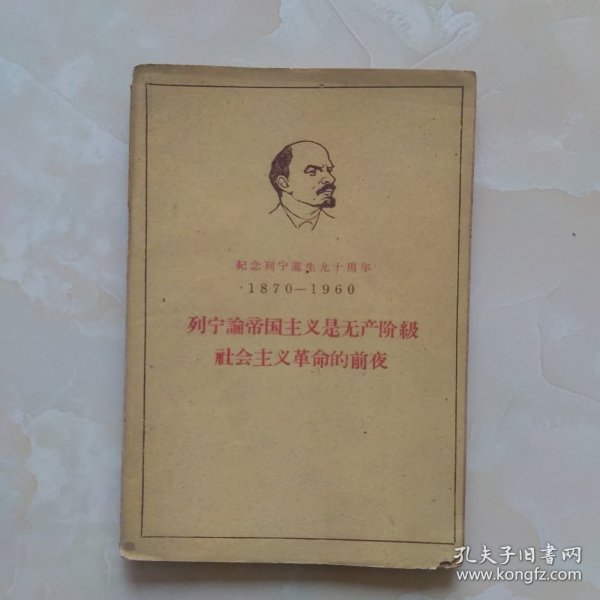 紀念列宁誕生九十周年
1870—1960
列宁論帝国主义是无产阶級
社会主义革命的前夜
孔夫子旧书网
www.kongfz.com